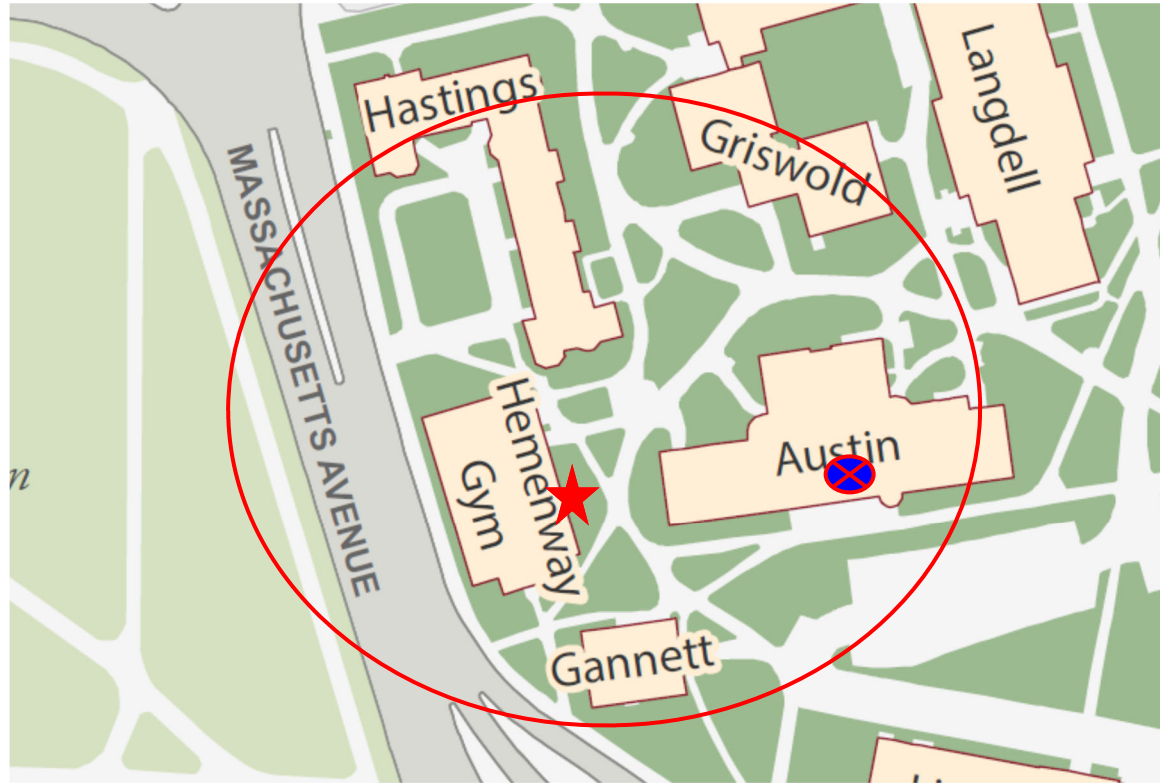 Hastings
Griswold
Langdell
MASSACHUSETTS AVENUE
Hemenway
Gym
Austin
n
Gannett